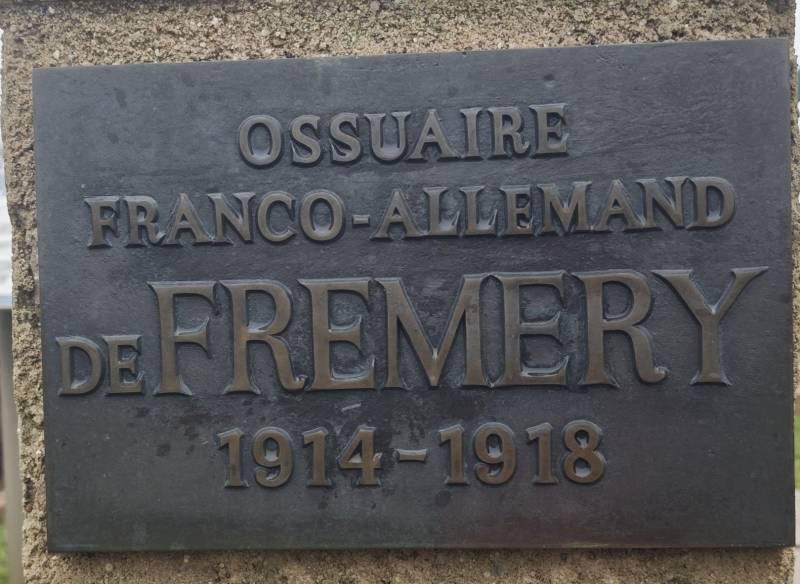 OSSUAIRE
FRANCO-ALLEMAND
DE FREMERY
1914-1918